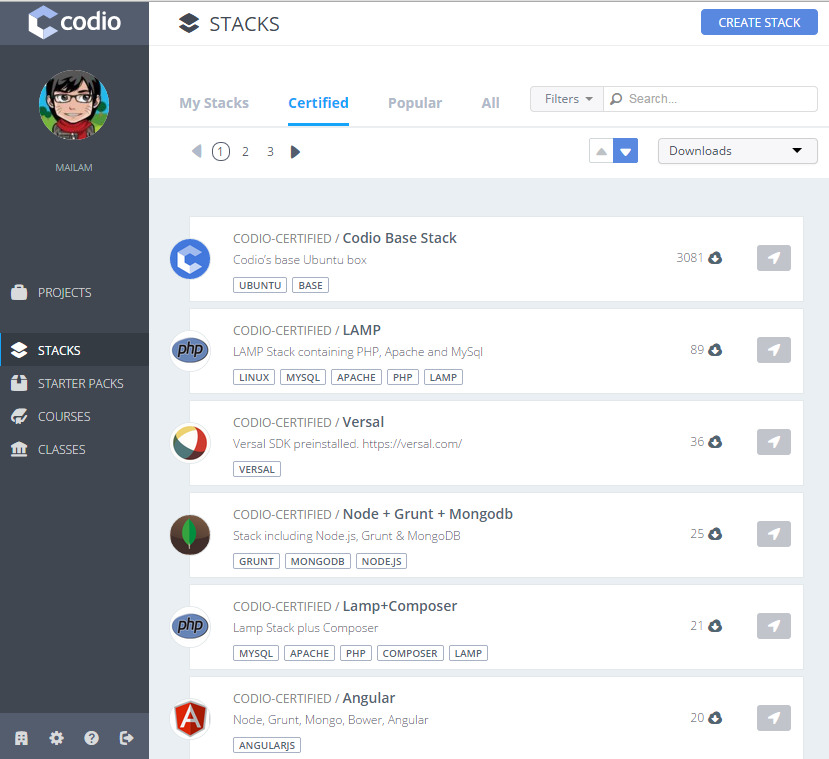 codio
STACKS
CREATE STACK
MAILAM
My Stacks
Certified
Popular
All
Filters
Search...
1 2 3
Downloads
PROJECTS
STACKS
STARTER PACKS
COURSES
CLASSES
CODIO-CERTIFIED / Codio Base Stack
Codio's base Ubuntu box
3081
UBUNTU BASE
php
CODIO-CERTIFIED / LAMP
LAMP Stack containing PHP, Apache and MySql
89
LINUX MYSQL APACHE PHP LAMP
CODIO-CERTIFIED / Versal
Versal SDK preinstalled. https://versal.com/
36
VERSAL
CODIO-CERTIFIED / Node + Grunt + Mongodb
Stack including Node.js, Grunt & MongoDB
25
GRUNT MONGODB NODE.JS
php
CODIO-CERTIFIED / Lamp+Composer
Lamp Stack plus Composer
21
MYSQL APACHE PHP COMPOSER LAMP
A
CODIO-CERTIFIED / Angular
Node, Grunt, Mongo, Bower, Angular
20
ANGULARJS